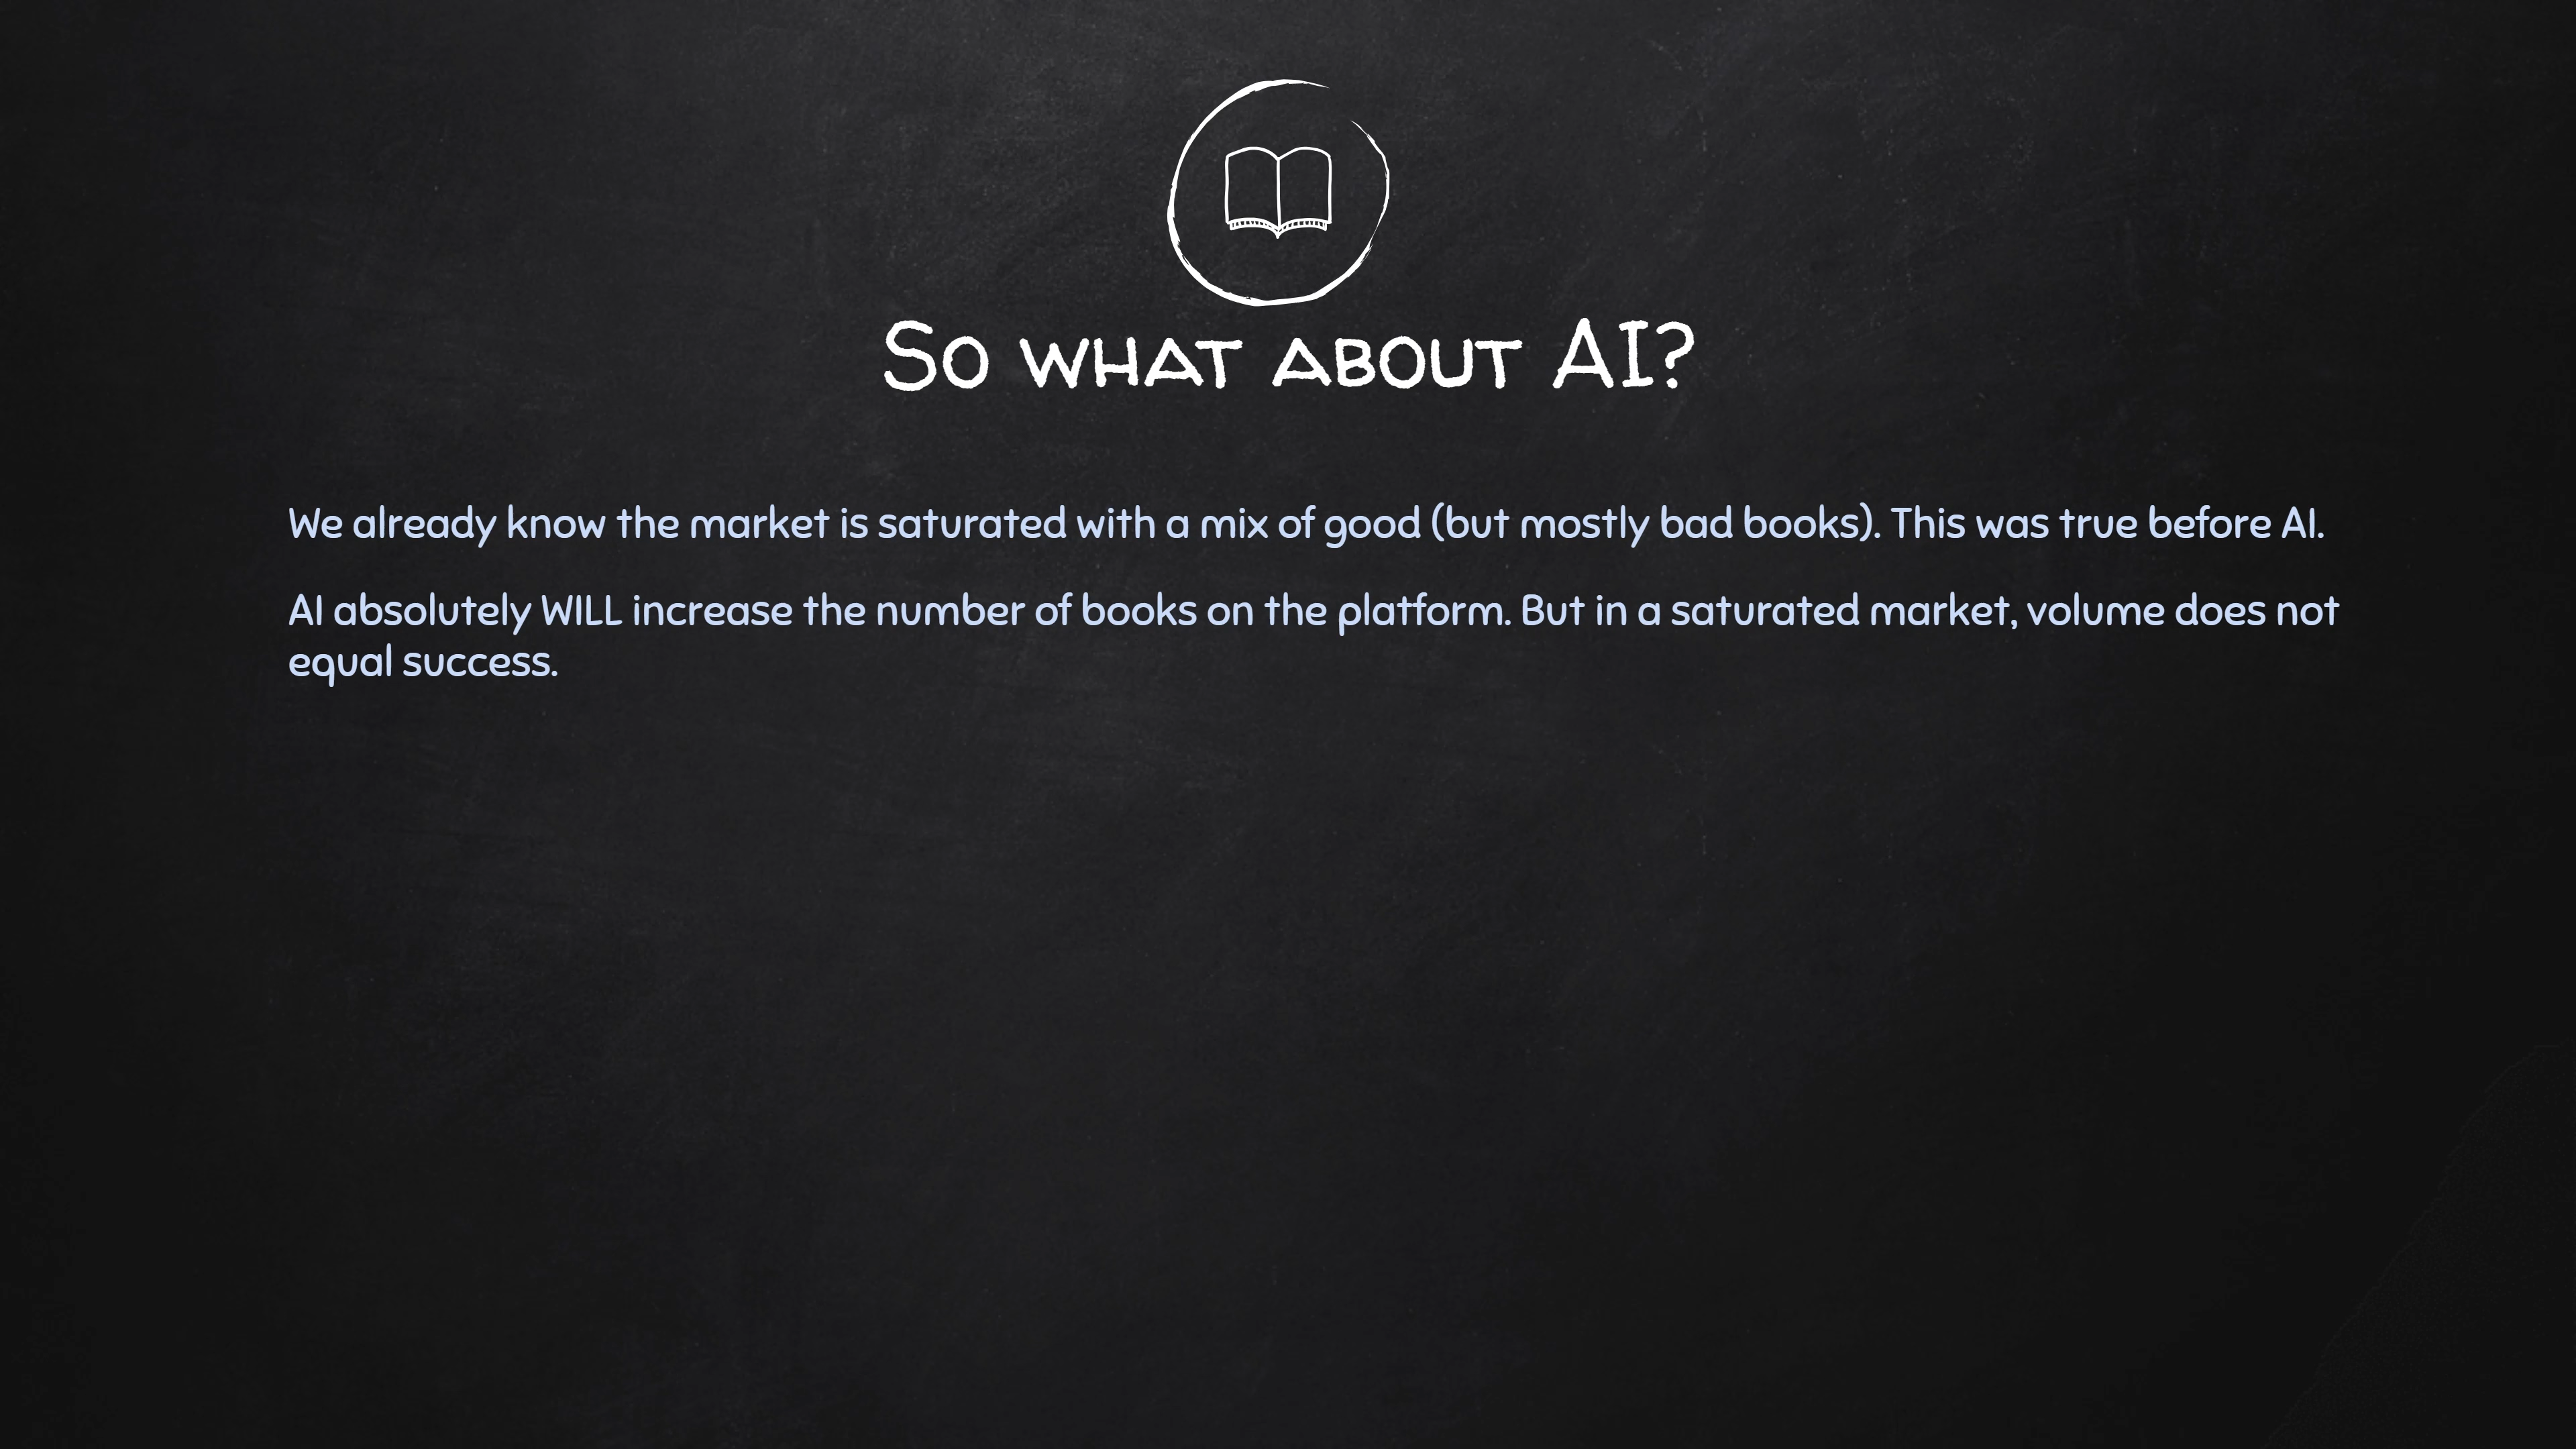 So what about AI?
We already know the market is saturated with a mix of good (but mostly bad books). This was true before AI.
AI absolutely WILL increase the number of books on the platform. But in a saturated market, volume does not
equal success.